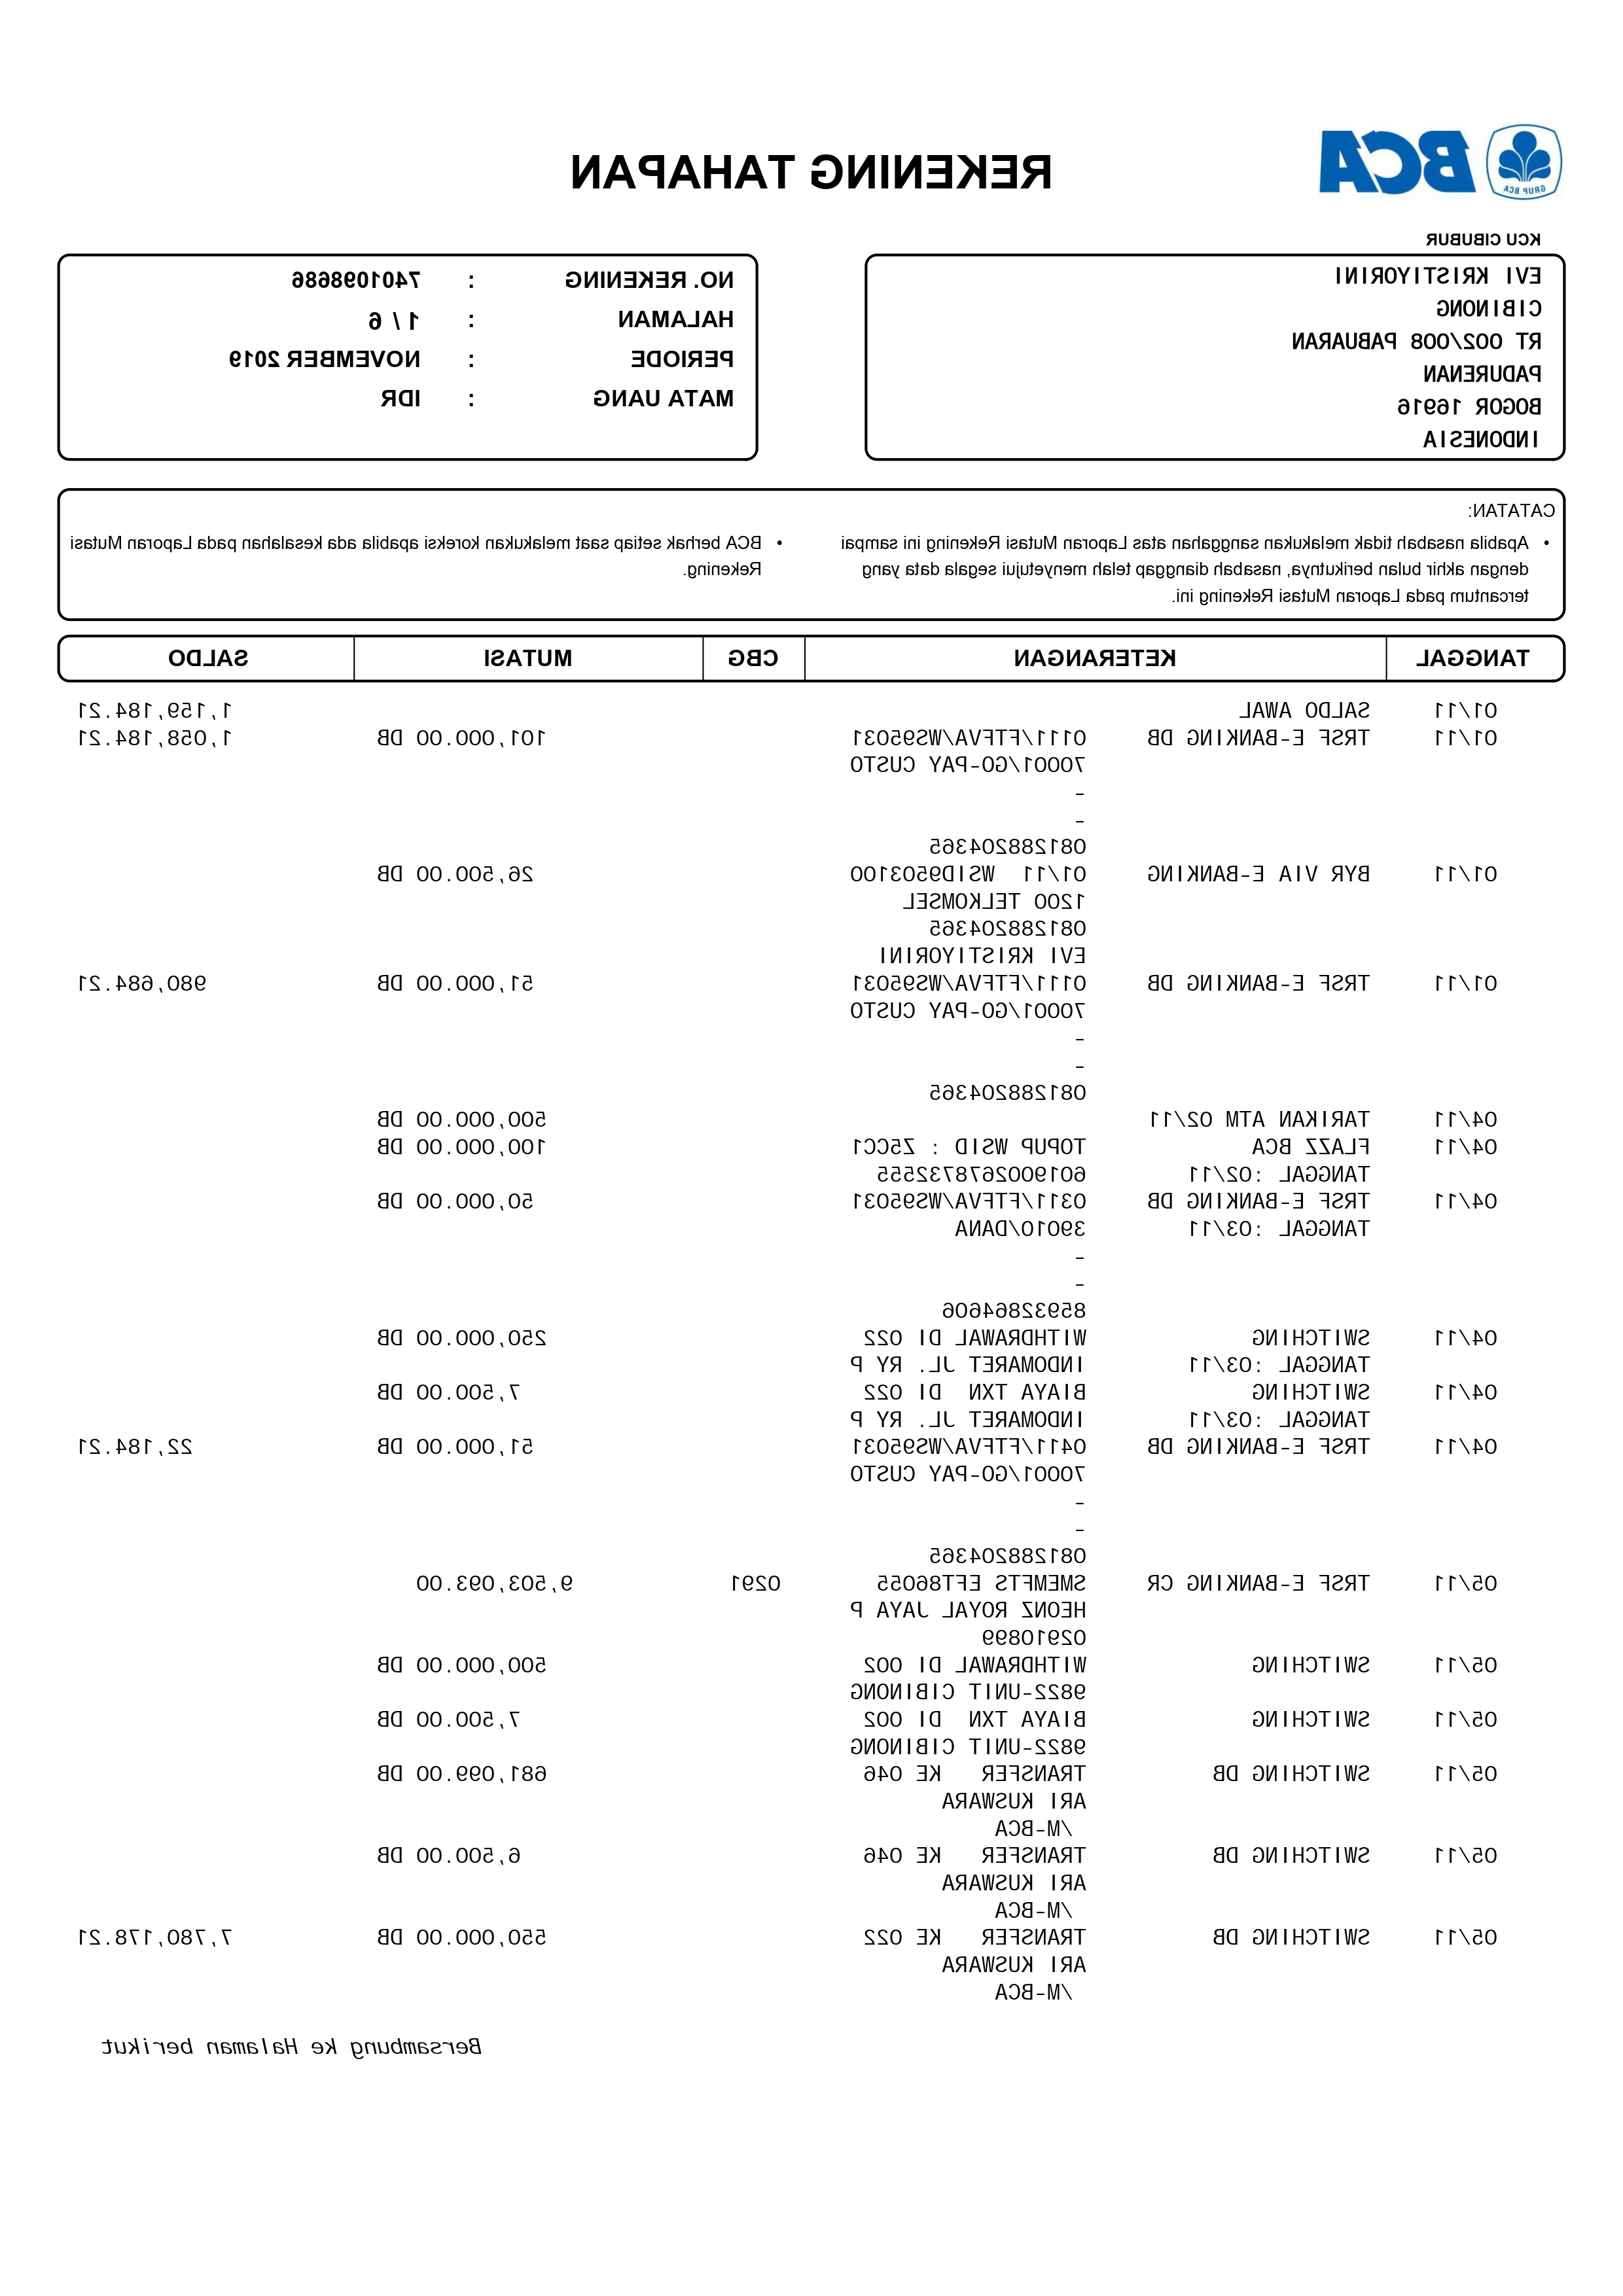 BCA
GRUP BCA
REKENING TAHAPAN
KCU CIBUBUR
EVI KRISTIYORINI
CIBINONG
RT 002/008 PABUARAN
PADURENAN
BOGOR 16916
INDONESIA
NO. REKENING : 7401098686
HALAMAN : 1 / 6
PERIODE : NOVEMBER 2019
MATA UANG : IDR
CATATAN:
• Apabila nasabah tidak melakukan sanggahan atas Laporan Mutasi Rekening ini sampai
dengan akhir bulan berikutnya, nasabah dianggap telah menyetujui segala data yang
tercantum pada Laporan Mutasi Rekening ini.
• BCA berhak setiap saat melakukan koreksi apabila ada kesalahan pada Laporan Mutasi
Rekening.
TANGGAL KETERANGAN CBG MUTASI SALDO
01/11 SALDO AWAL 1,159,184.21
01/11 TRSF E-BANKING DB 0111/FTFVA/WS95031 101,000.00 DB 1,058,184.21
70001/GO-PAY CUSTO
-
-
081288204365
01/11 BYR VIA E-BANKING 01/11 WSID9503100 26,500.00 DB
1200 TELKOMSEL
081288204365
EVI KRISTIYORINI
01/11 TRSF E-BANKING DB 0111/FTFVA/WS95031 51,000.00 DB 980,684.21
70001/GO-PAY CUSTO
-
-
081288204365
04/11 TARIKAN ATM 02/11 500,000.00 DB
04/11 FLAZZ BCA TOPUP WSID : Z5CC1 100,000.00 DB
TANGGAL :02/11 6019002678732555
04/11 TRSF E-BANKING DB 0311/FTFVA/WS95031 50,000.00 DB
TANGGAL :03/11 39010/DANA
-
-
85932864606
04/11 SWITCHING WITHDRAWAL DI 022 250,000.00 DB
TANGGAL :03/11 INDOMARET JL. RY P
04/11 SWITCHING BIAYA TXN DI 022 7,500.00 DB
TANGGAL :03/11 INDOMARET JL. RY P
04/11 TRSF E-BANKING DB 0411/FTFVA/WS95031 51,000.00 DB 22,184.21
70001/GO-PAY CUSTO
-
-
081288204365
05/11 TRSF E-BANKING CR SMEMFTS EFT86055 0291 9,503,093.00
HEONZ ROYAL JAYA P
02910899
05/11 SWITCHING WITHDRAWAL DI 002 500,000.00 DB
9822-UNIT CIBINONG
05/11 SWITCHING BIAYA TXN DI 002 7,500.00 DB
9822-UNIT CIBINONG
05/11 SWITCHING DB TRANSFER KE 046 681,099.00 DB
ARI KUSWARA
/M-BCA
05/11 SWITCHING DB TRANSFER KE 046 6,500.00 DB
ARI KUSWARA
/M-BCA
05/11 SWITCHING DB TRANSFER KE 022 550,000.00 DB 7,780,178.21
ARI KUSWARA
/M-BCA
Bersambung ke Halaman berikut